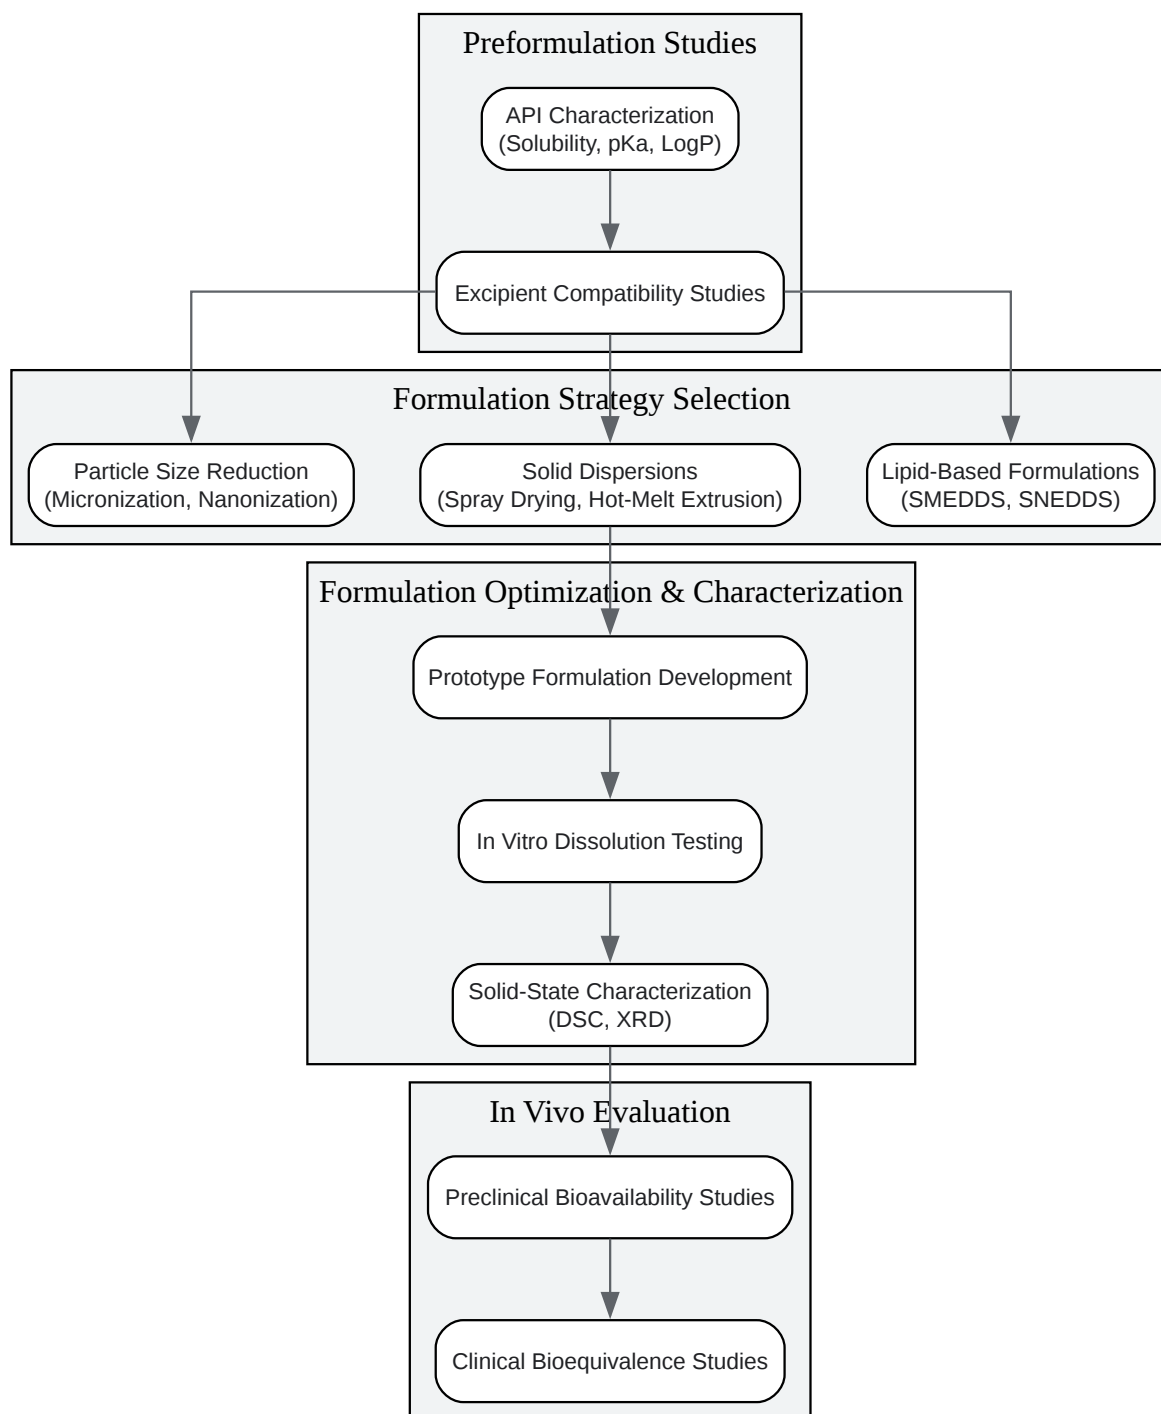 Preformulation Studies
API Characterization
(Solubility, pKa, LogP)
Excipient Compatibility Studies
Formulation Strategy Selection
Particle Size Reduction
(Micronization, Nanonization)
Solid Dispersions
(Spray Drying, Hot-Melt Extrusion)
Lipid-Based Formulations
(SMEDDS, SNEDDS)
Formulation Optimization & Characterization
Prototype Formulation Development
In Vitro Dissolution Testing
Solid-State Characterization
(DSC, XRD)
In Vivo Evaluation
Preclinical Bioavailability Studies
Clinical Bioequivalence Studies